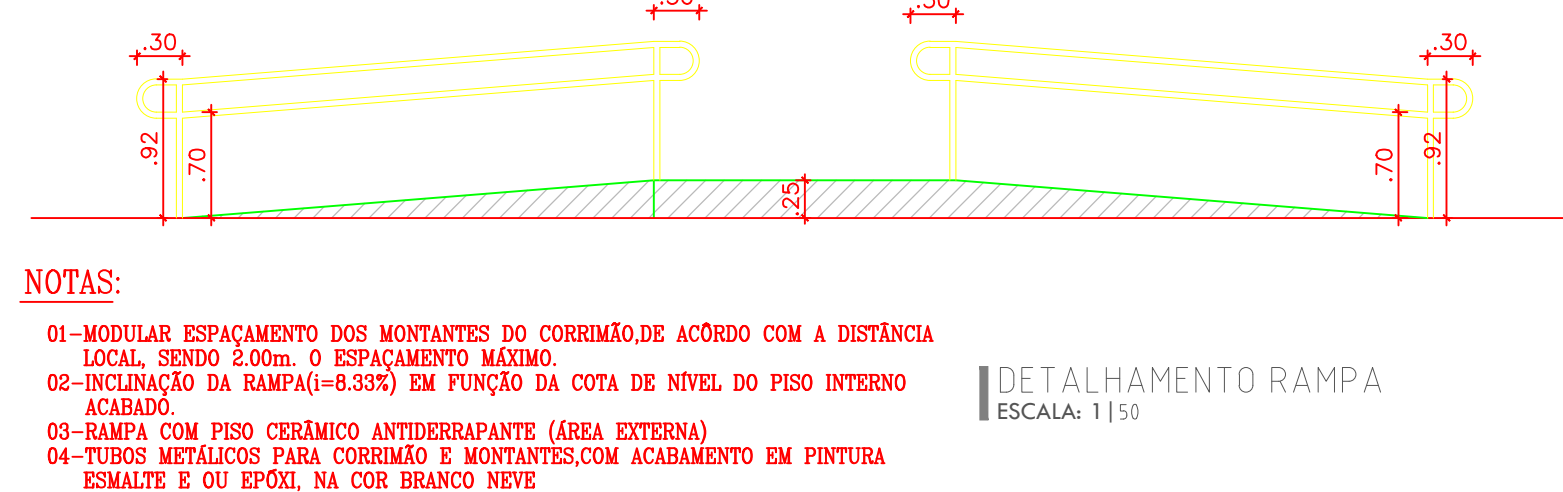 .30
.30
.30
.30
.92
.70
.25
.70
.92
NOTAS:
01-MODULAR ESPAÇAMENTO DOS MONTANTES DO CORRIMÃO,DE ACÔRDO COM A DISTÂNCIA
LOCAL, SENDO 2.00m. O ESPAÇAMENTO MÁXIMO.
02-INCLINAÇÃO DA RAMPA(i=8.33%) EM FUNÇÃO DA COTA DE NÍVEL DO PISO INTERNO
ACABADO.
03-RAMPA COM PISO CERÂMICO ANTIDERRAPANTE (ÁREA EXTERNA)
04-TUBOS METÁLICOS PARA CORRIMÃO E MONTANTES,COM ACABAMENTO EM PINTURA
ESMALTE E OU EPÓXI, NA COR BRANCO NEVE
DETALHAMENTO RAMPA
ESCALA: 1|50